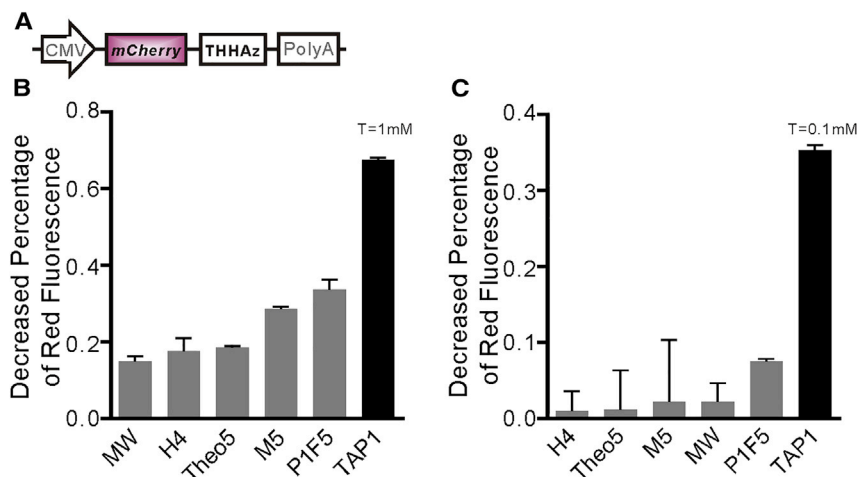 A
CMV mCherry THHAz PolyA
B
Decreased Percentage
of Red Fluorescence
0.8
0.6
0.4
0.2
0.0
T=1mM
MW H4 Theo5 M5 P1F5 TAP1
C
Decreased Percentage
of Red Fluorescence
0.4
0.3
0.2
0.1
0.0
T=0.1mM
H4 Theo5 M5 MW P1F5 TAP1